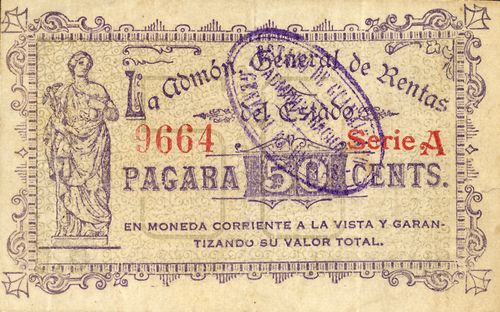 La Admón General de Rentas
del Estado
9664
Serie A
PAGARA 50 CENTS.
EN MONEDA CORRIENTE A LA VISTA Y GARAN-
TIZANDO SU VALOR TOTAL.